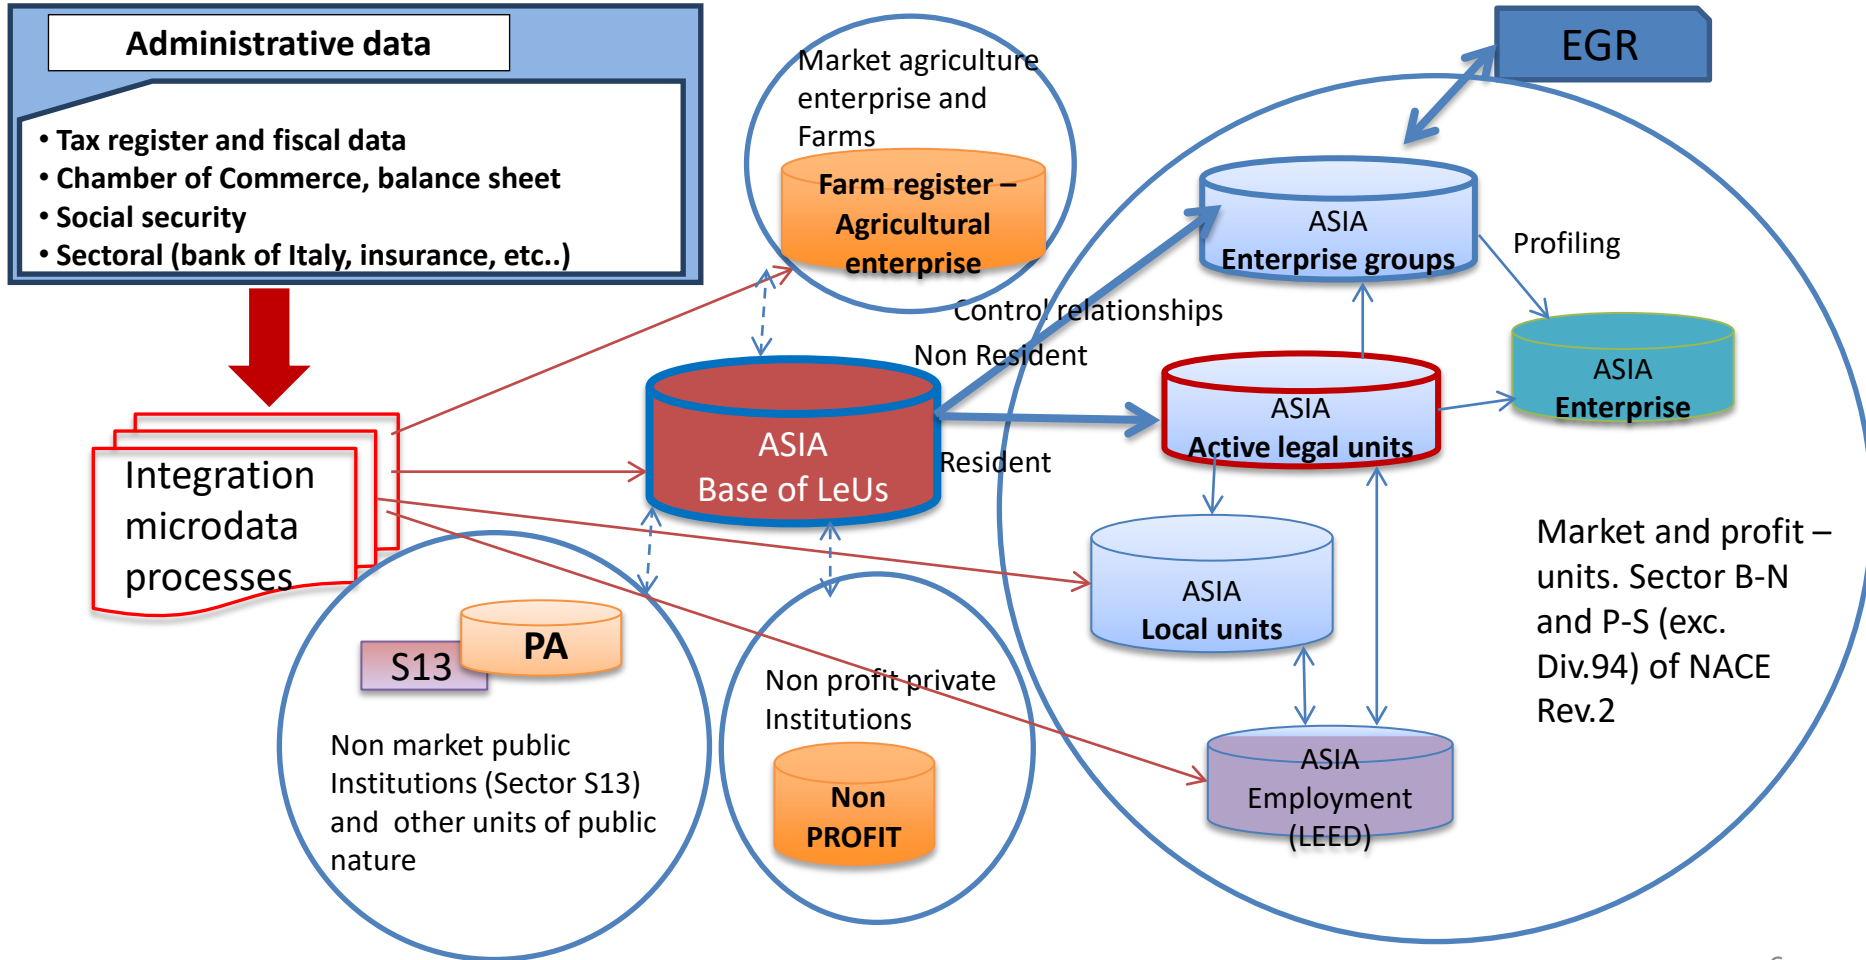 Administrative data
• Tax register and fiscal data
• Chamber of Commerce, balance sheet
• Social security
• Sectoral (bank of Italy, insurance, etc..)
Integration
microdata
processes
Market agriculture
enterprise and
Farms
Farm register –
Agricultural
enterprise
EGR
ASIA
Enterprise groups
Profiling
Control relationships
Non Resident
Resident
ASIA
Base of LeUs
ASIA
Active legal units
ASIA
Enterprise
ASIA
Local units
ASIA
Employment
(LEED)
Market and profit –
units. Sector B-N
and P-S (exc.
Div.94) of NACE
Rev.2
S13
PA
Non market public
Institutions (Sector S13)
and other units of public
nature
Non profit private
Institutions
Non
PROFIT